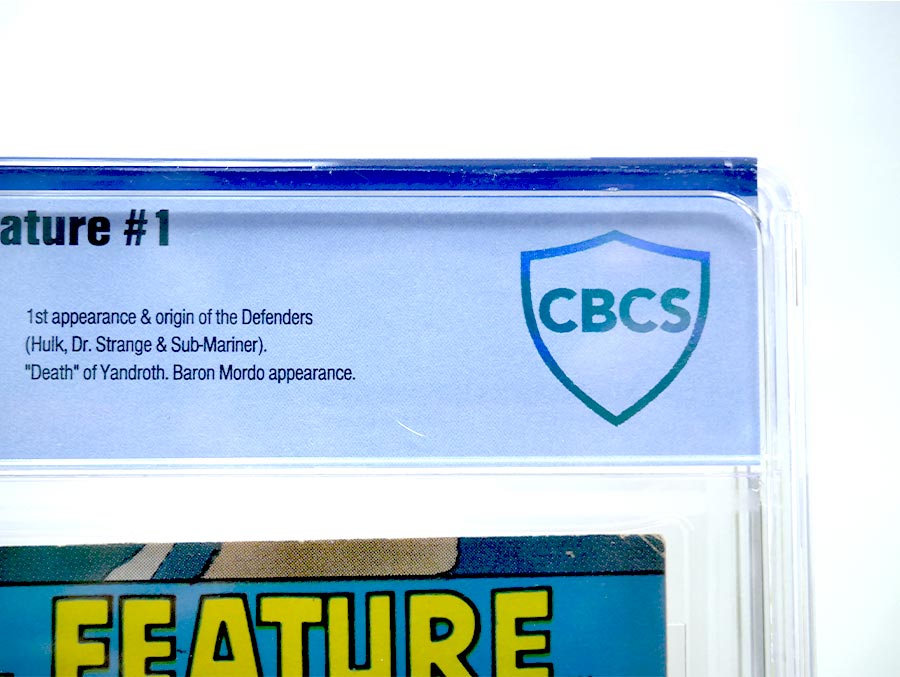 ature #1
1st appearance & origin of the Defenders
(Hulk, Dr. Strange & Sub-Mariner).
"Death" of Yandroth. Baron Mordo appearance.
CBCS
FEATURE